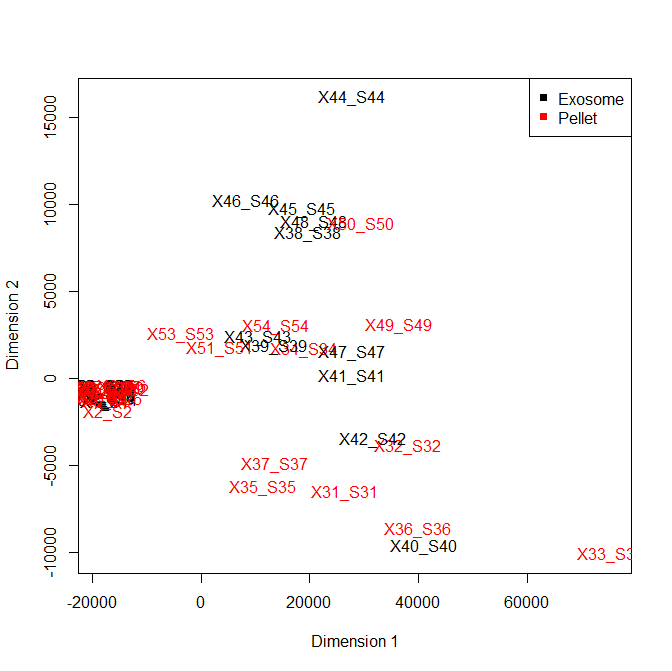 X44_S44
Exosome
Pellet
15000
X46_S46
X45_S45
10000
X48_S48
X50_S50
X38_S38
X54_S54
X49_S49
X53_S53
X43_S43
5000
X51_S51
X39_S39
X34_S34
X47_S47
Dimension 2
0
X41_S41
X2_S2
X42_S42
X32_S32
-5000
X37_S37
X35_S35
X31_S31
X36_S36
X40_S40
-10000
X33_S3
-20000 0 20000 40000 60000
Dimension 1